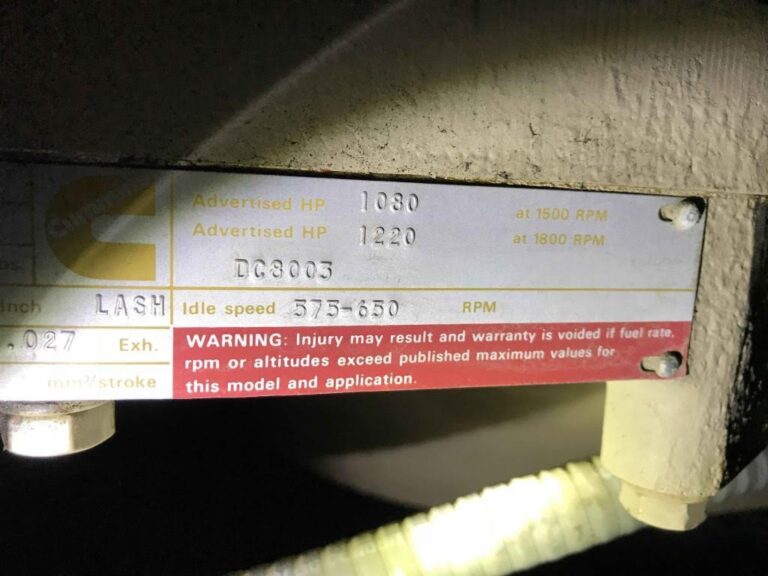 Cummins
Advertised HP 1080 at 1500 RPM
Advertised HP 1220 at 1800 RPM
DC8003
inch LASH Idle speed 575-650 RPM
.027 Exh.
mm³/stroke
WARNING: Injury may result and warranty is voided if fuel rate,
rpm or altitudes exceed published maximum values for
this model and application.